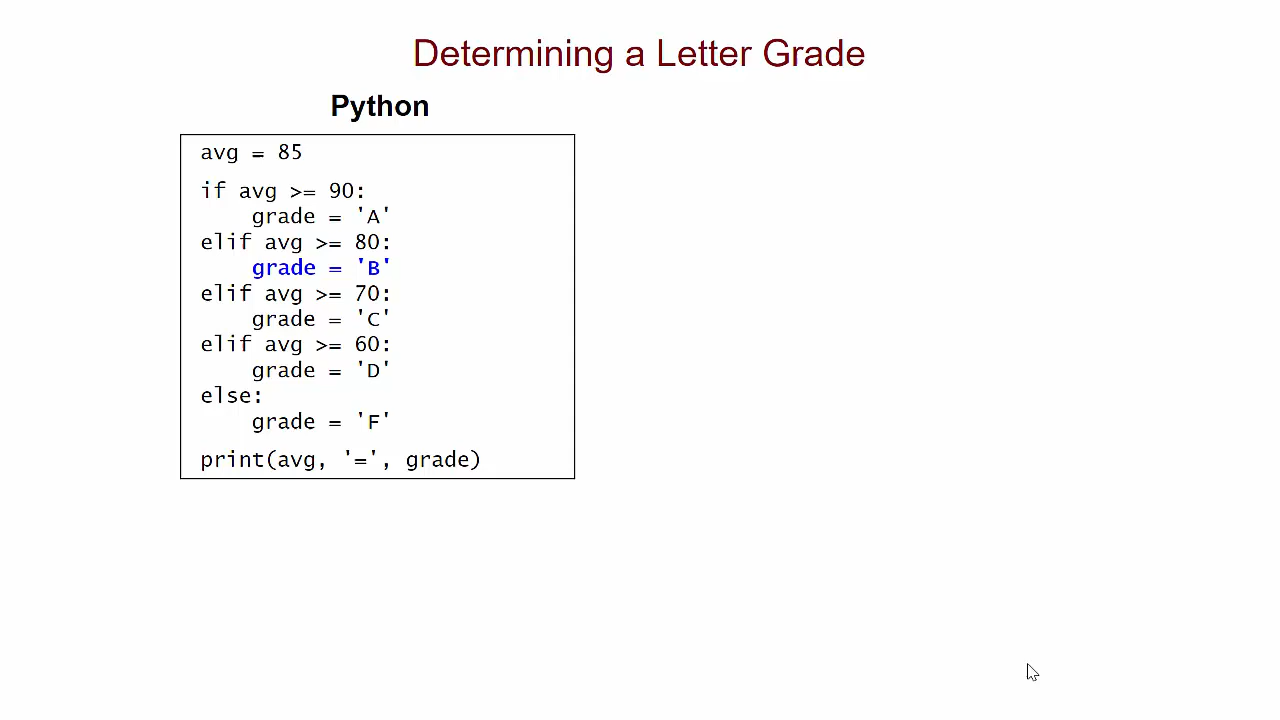 Determining a Letter Grade
Python
avg = 85
if avg >= 90:
    grade = 'A'
elif avg >= 80:
    grade = 'B'
elif avg >= 70:
    grade = 'C'
elif avg >= 60:
    grade = 'D'
else:
    grade = 'F'
print(avg, '=', grade)